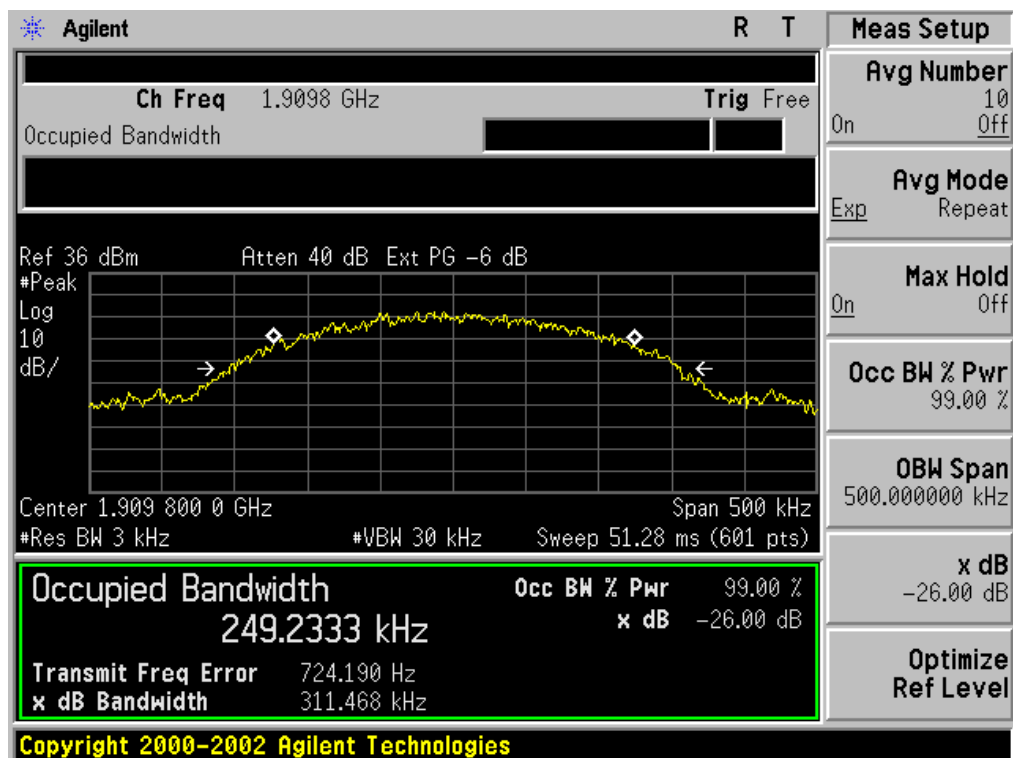 Agilent R T
Ch Freq 1.9098 GHz Trig Free
Occupied Bandwidth
Ref 36 dBm Atten 40 dB Ext PG -6 dB
#Peak
Log
10
dB/
Center 1.909 800 0 GHz Span 500 kHz
#Res BW 3 kHz #VBW 30 kHz Sweep 51.28 ms (601 pts)
Occupied Bandwidth
249.2333 kHz
Occ BW % Pwr 99.00 %
x dB -26.00 dB
Transmit Freq Error 724.190 Hz
x dB Bandwidth 311.468 kHz
Copyright 2000-2002 Agilent Technologies
Meas Setup
Avg Number
10
On Off
Avg Mode
Exp Repeat
Max Hold
On Off
Occ BW % Pwr
99.00 %
OBW Span
500.000000 kHz
x dB
-26.00 dB
Optimize
Ref Level